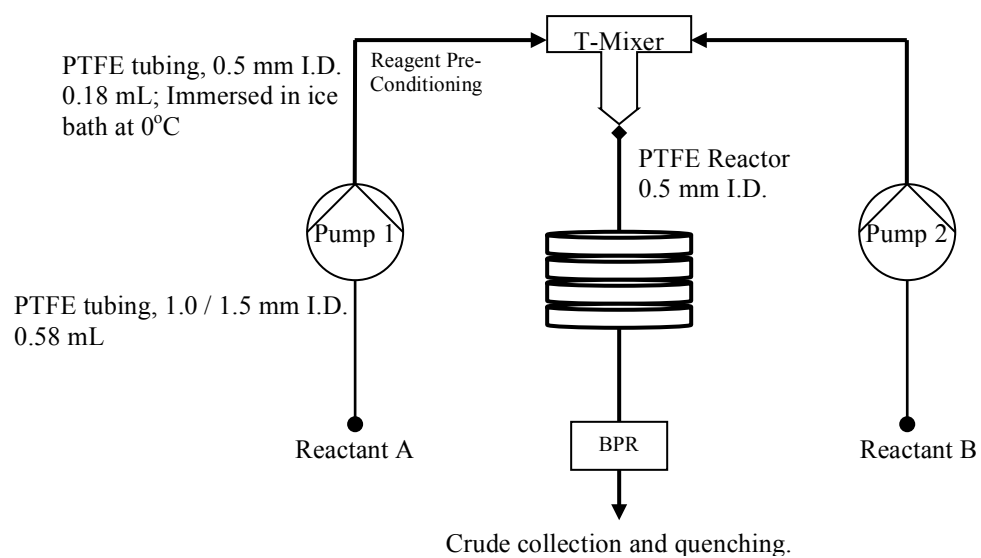 T-Mixer
PTFE tubing, 0.5 mm I.D.
0.18 mL; Immersed in ice
bath at 0°C
Reagent Pre-
Conditioning
PTFE Reactor
0.5 mm I.D.
Pump 1
Pump 2
PTFE tubing, 1.0 / 1.5 mm I.D.
0.58 mL
Reactant A
BPR
Reactant B
Crude collection and quenching.